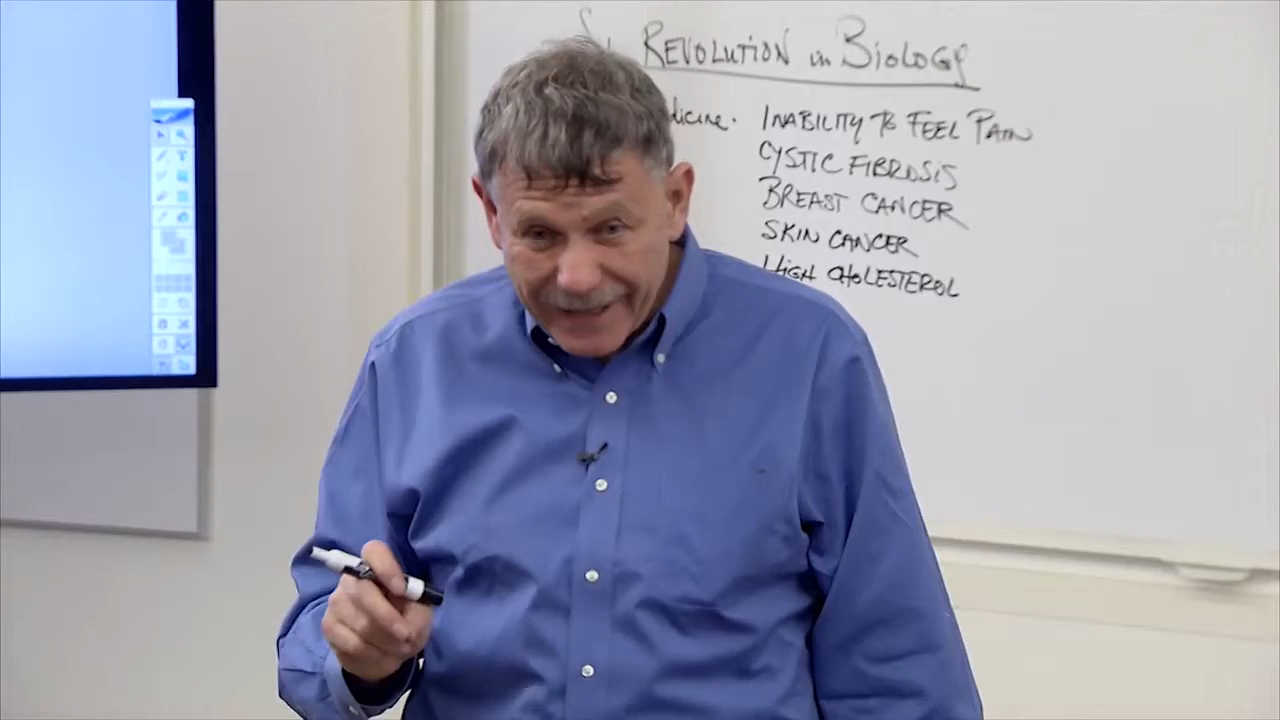 REVOLUTION in BIOLOGY
INABILITY TO FEEL PAIN
CYSTIC FIBROSIS
BREAST CANCER
SKIN CANCER
HIGH CHOLESTEROL